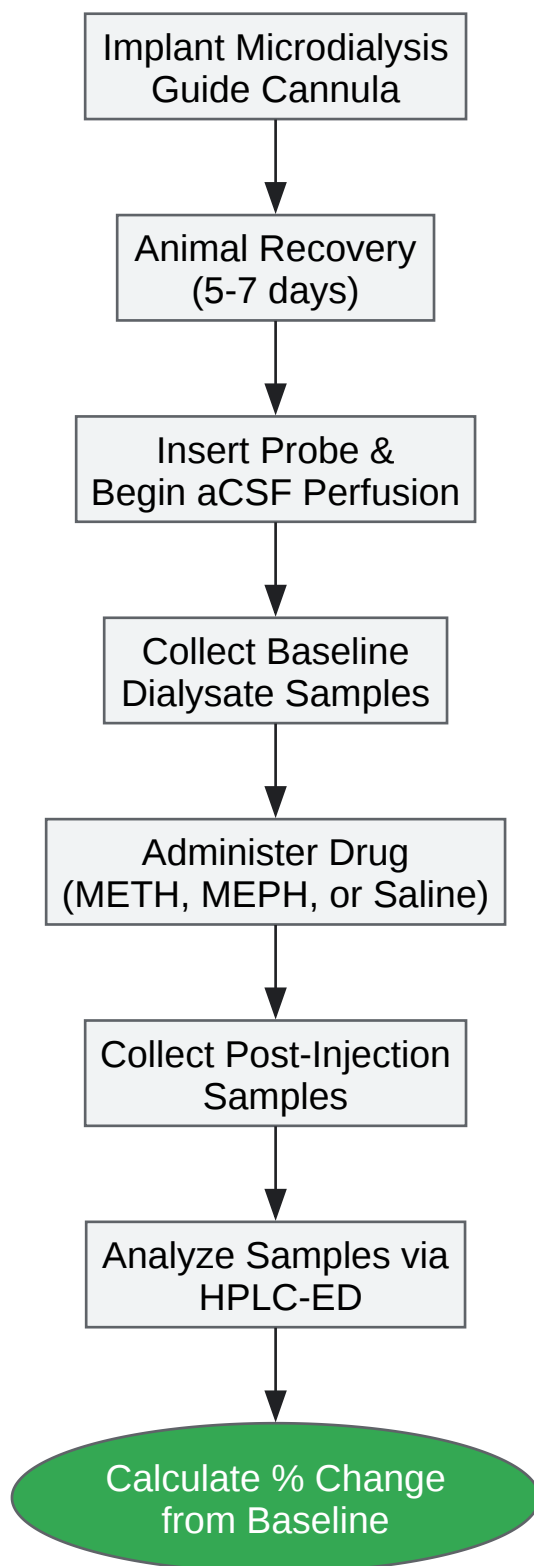 Implant Microdialysis
Guide Cannula
Animal Recovery
(5-7 days)
Insert Probe &
Begin aCSF Perfusion
Collect Baseline
Dialysate Samples
Administer Drug
(METH, MEPH, or Saline)
Collect Post-Injection
Samples
Analyze Samples via
HPLC-ED
Calculate % Change
from Baseline